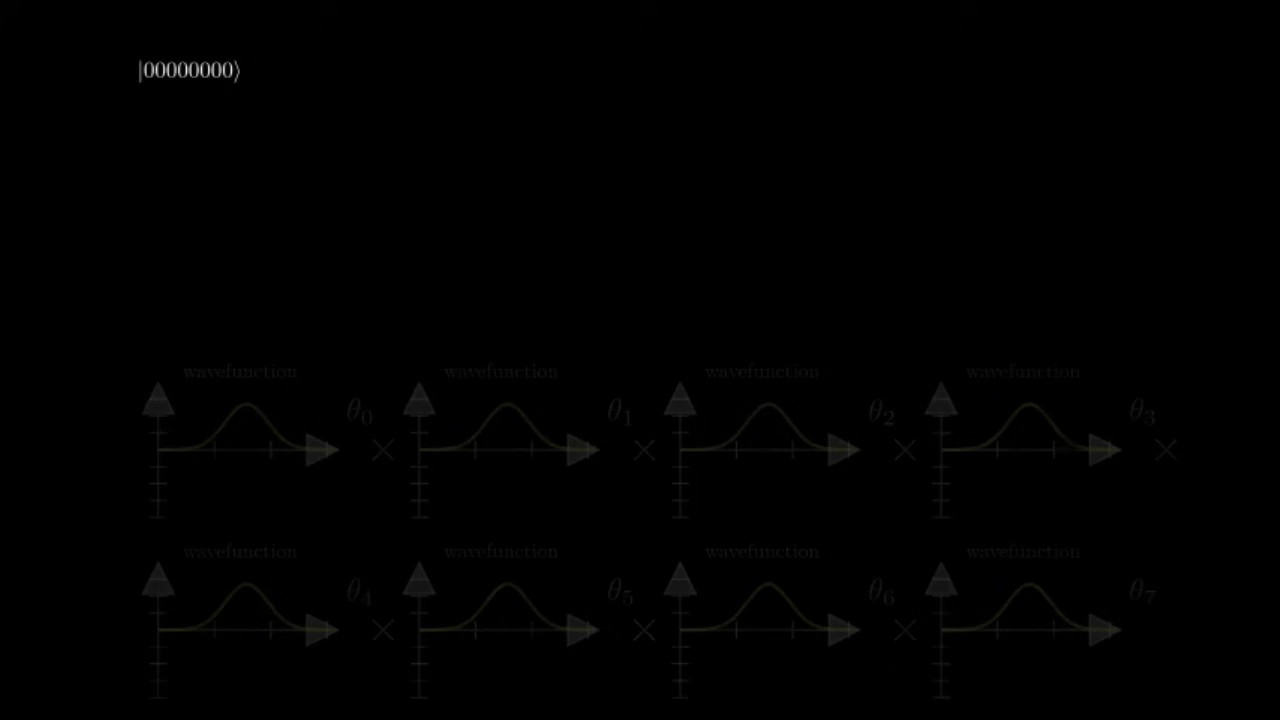 |00000000⟩
wavefunction wavefunction wavefunction wavefunction
θ₀ × θ₁ × θ₂ × θ₃ ×
wavefunction wavefunction wavefunction wavefunction
θ₄ × θ₅ × θ₆ × θ₇